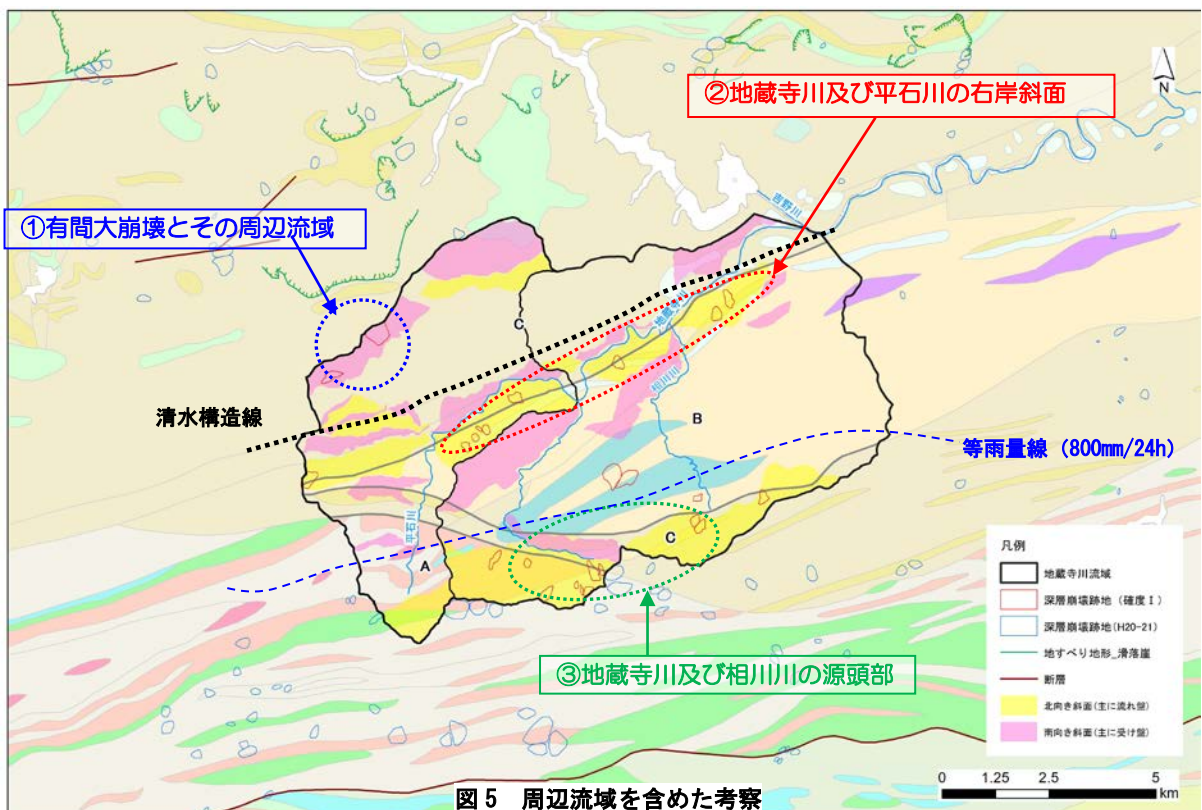 ②地蔵寺川及び平石川の右岸斜面
N
吉野川
①有間大崩壊とその周辺流域
C
地蔵寺川
相川川
清水構造線
B
等雨量線（800mm/24h）
平石川
A
C
凡例
地蔵寺川流域
深層崩壊跡地（確度Ⅰ）
深層崩壊跡地(H20-21)
地すべり地形_滑落崖
断層
北向き斜面(主に流れ盤)
南向き斜面(主に受け盤)
③地蔵寺川及び相川川の源頭部
0 1.25 2.5 5
km
図5 周辺流域を含めた考察